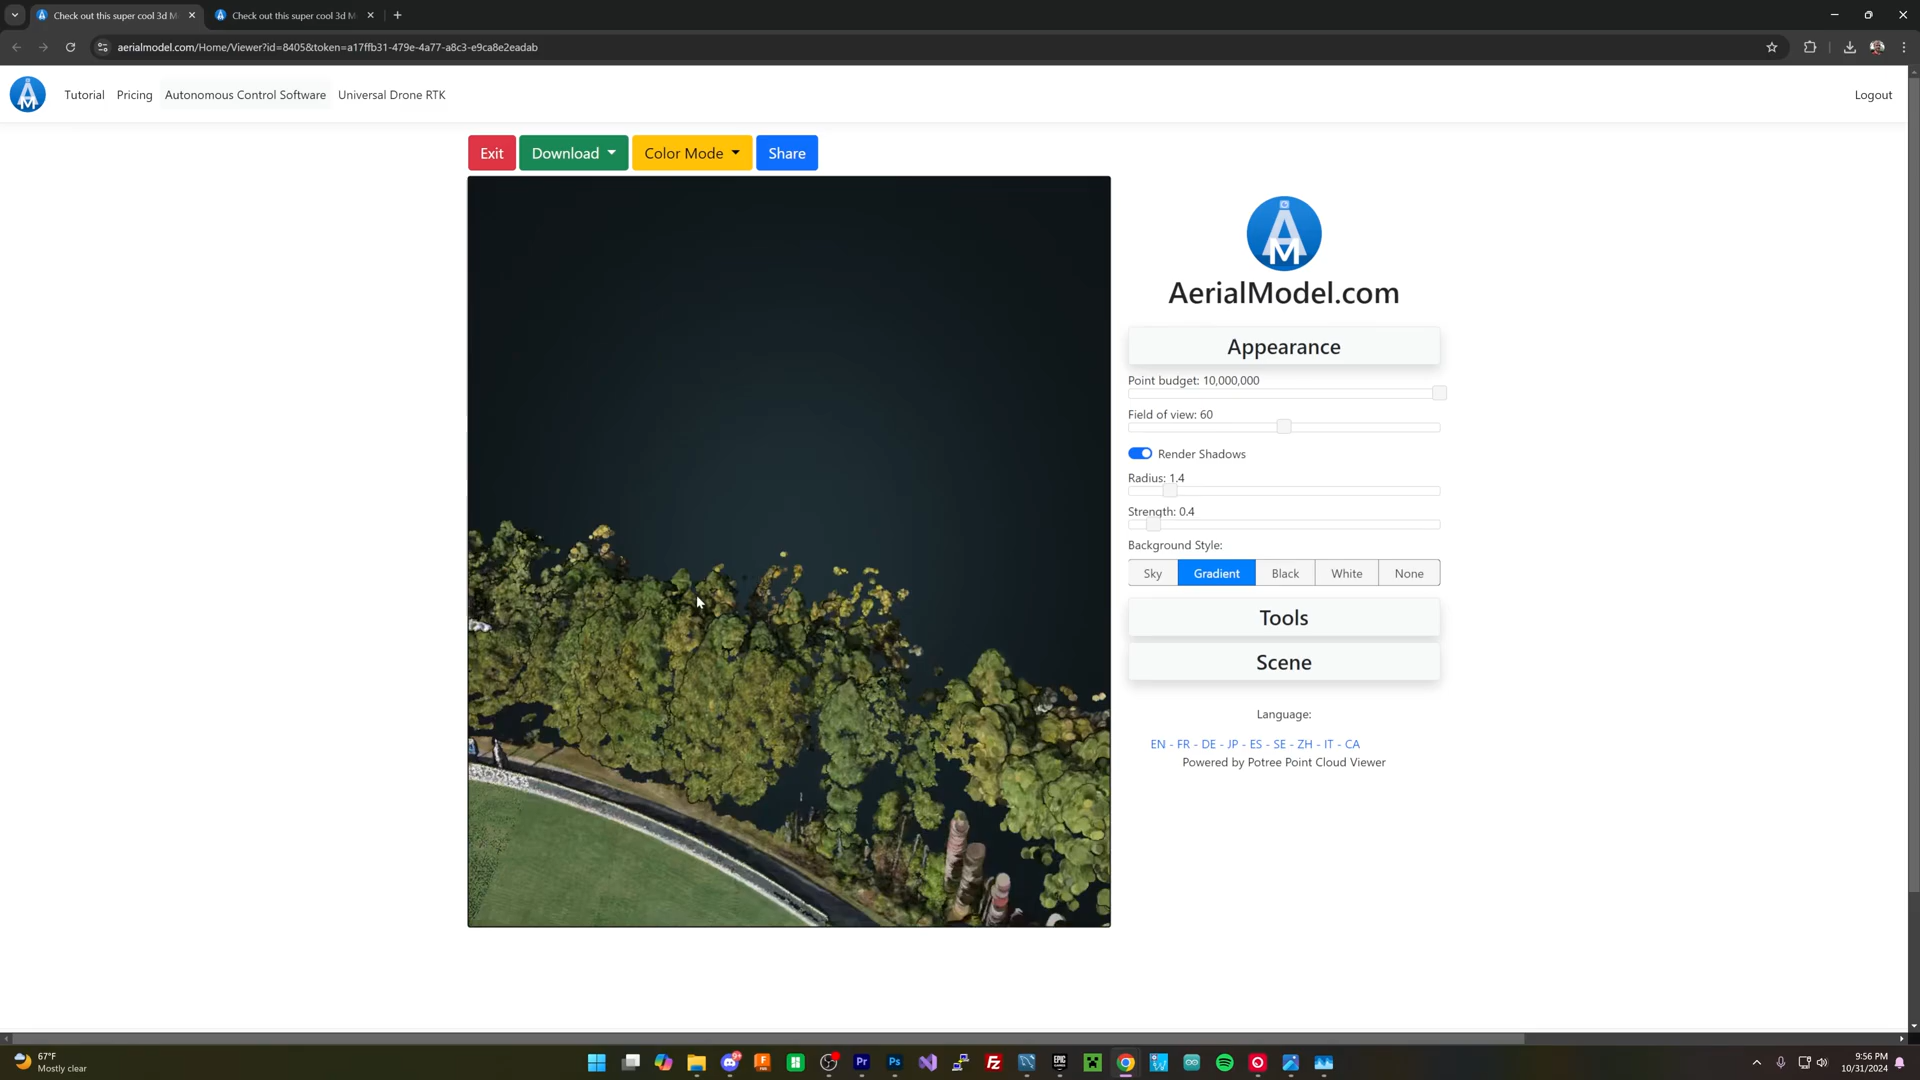 Check out this super cool 3d M
Check out this super cool 3d M
aerialmodel.com/Home/Viewer?id=8405&token=a17ffb31-479e-4a77-a8c3-e9ca8e2eadab
Tutorial
Pricing
Autonomous Control Software
Universal Drone RTK
Logout
Exit
Download
Color Mode
Share
AM
AerialModel.com
Appearance
Point budget: 10,000,000
Field of view: 60
Render Shadows
Radius: 1.4
Strength: 0.4
Background Style:
Sky
Gradient
Black
White
None
Tools
Scene
Language:
EN - FR - DE - JP - ES - SE - ZH - IT - CA
Powered by Potree Point Cloud Viewer
67°F
Mostly clear
Pr
Ps
EPIC
9:56 PM
10/31/2024